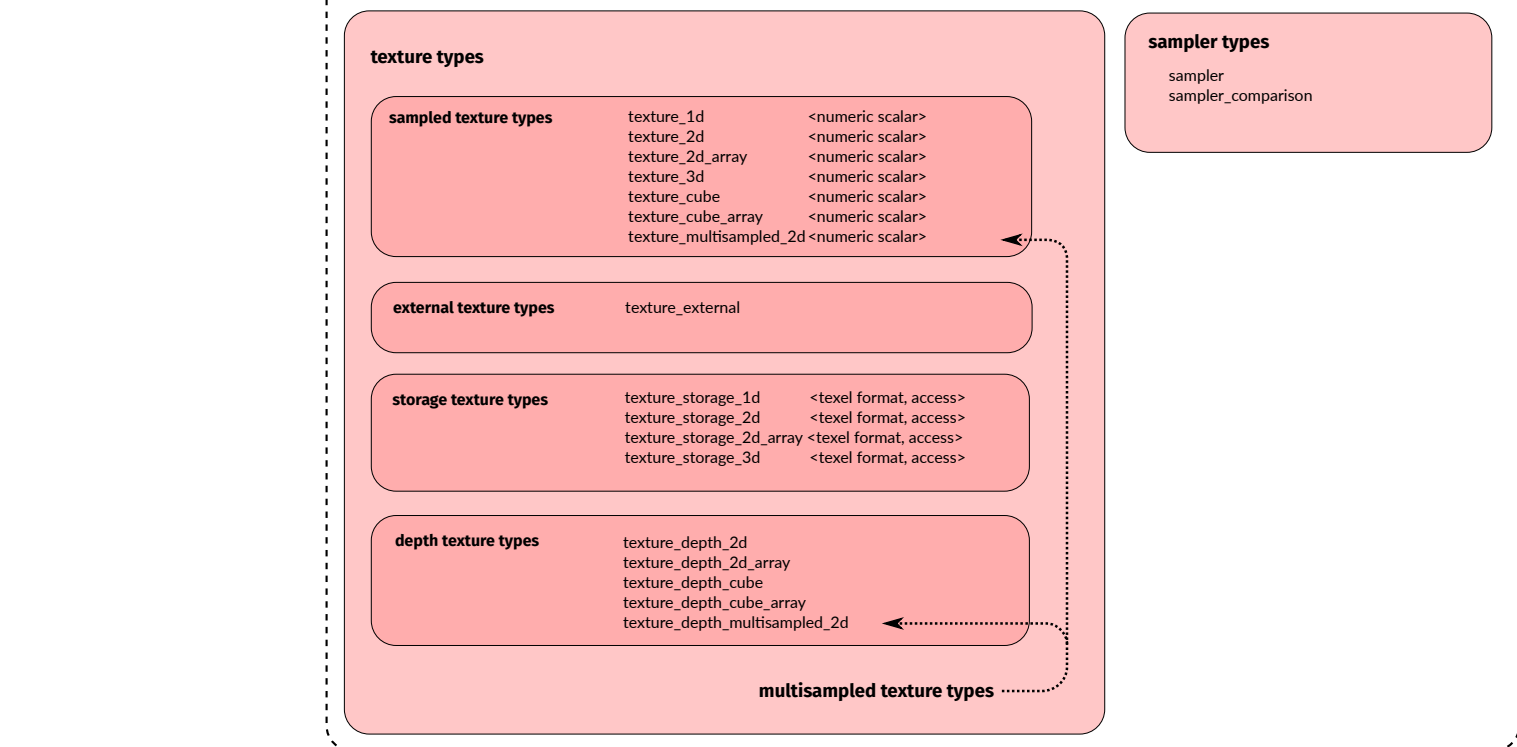 texture types
sampled texture types texture_1d <numeric scalar>
texture_2d <numeric scalar>
texture_2d_array <numeric scalar>
texture_3d <numeric scalar>
texture_cube <numeric scalar>
texture_cube_array <numeric scalar>
texture_multisampled_2d <numeric scalar>
external texture types texture_external
storage texture types texture_storage_1d <texel format, access>
texture_storage_2d <texel format, access>
texture_storage_2d_array <texel format, access>
texture_storage_3d <texel format, access>
depth texture types texture_depth_2d
texture_depth_2d_array
texture_depth_cube
texture_depth_cube_array
texture_depth_multisampled_2d
multisampled texture types
sampler types
sampler
sampler_comparison